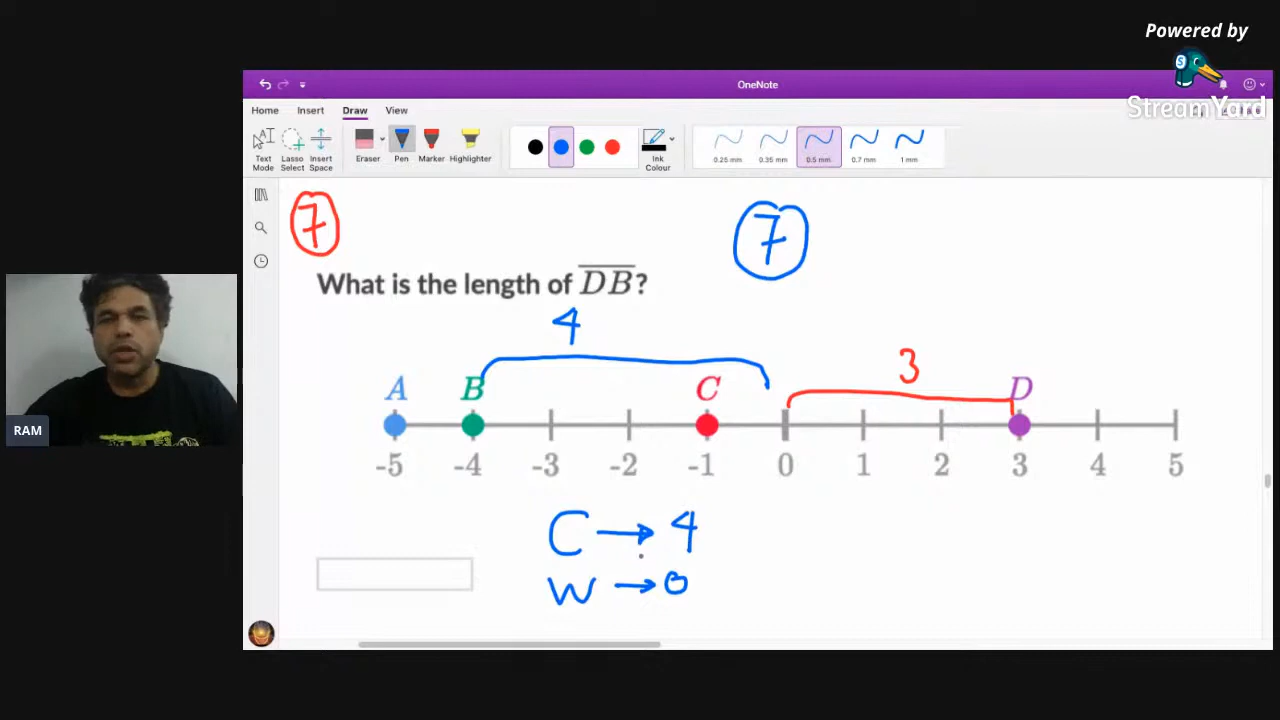 Powered by
StreamYard
OneNote
Home Insert Draw View
Text Mode
Lasso Select
Insert Space
Eraser
Pen
Marker
Highlighter
Ink Colour
0.25 mm
0.35 mm
0.5 mm
0.7 mm
1 mm
7
7
What is the length of DB?
4
3
A B C D
-5 -4 -3 -2 -1 0 1 2 3 4 5
C → 4
W → 0
RAM